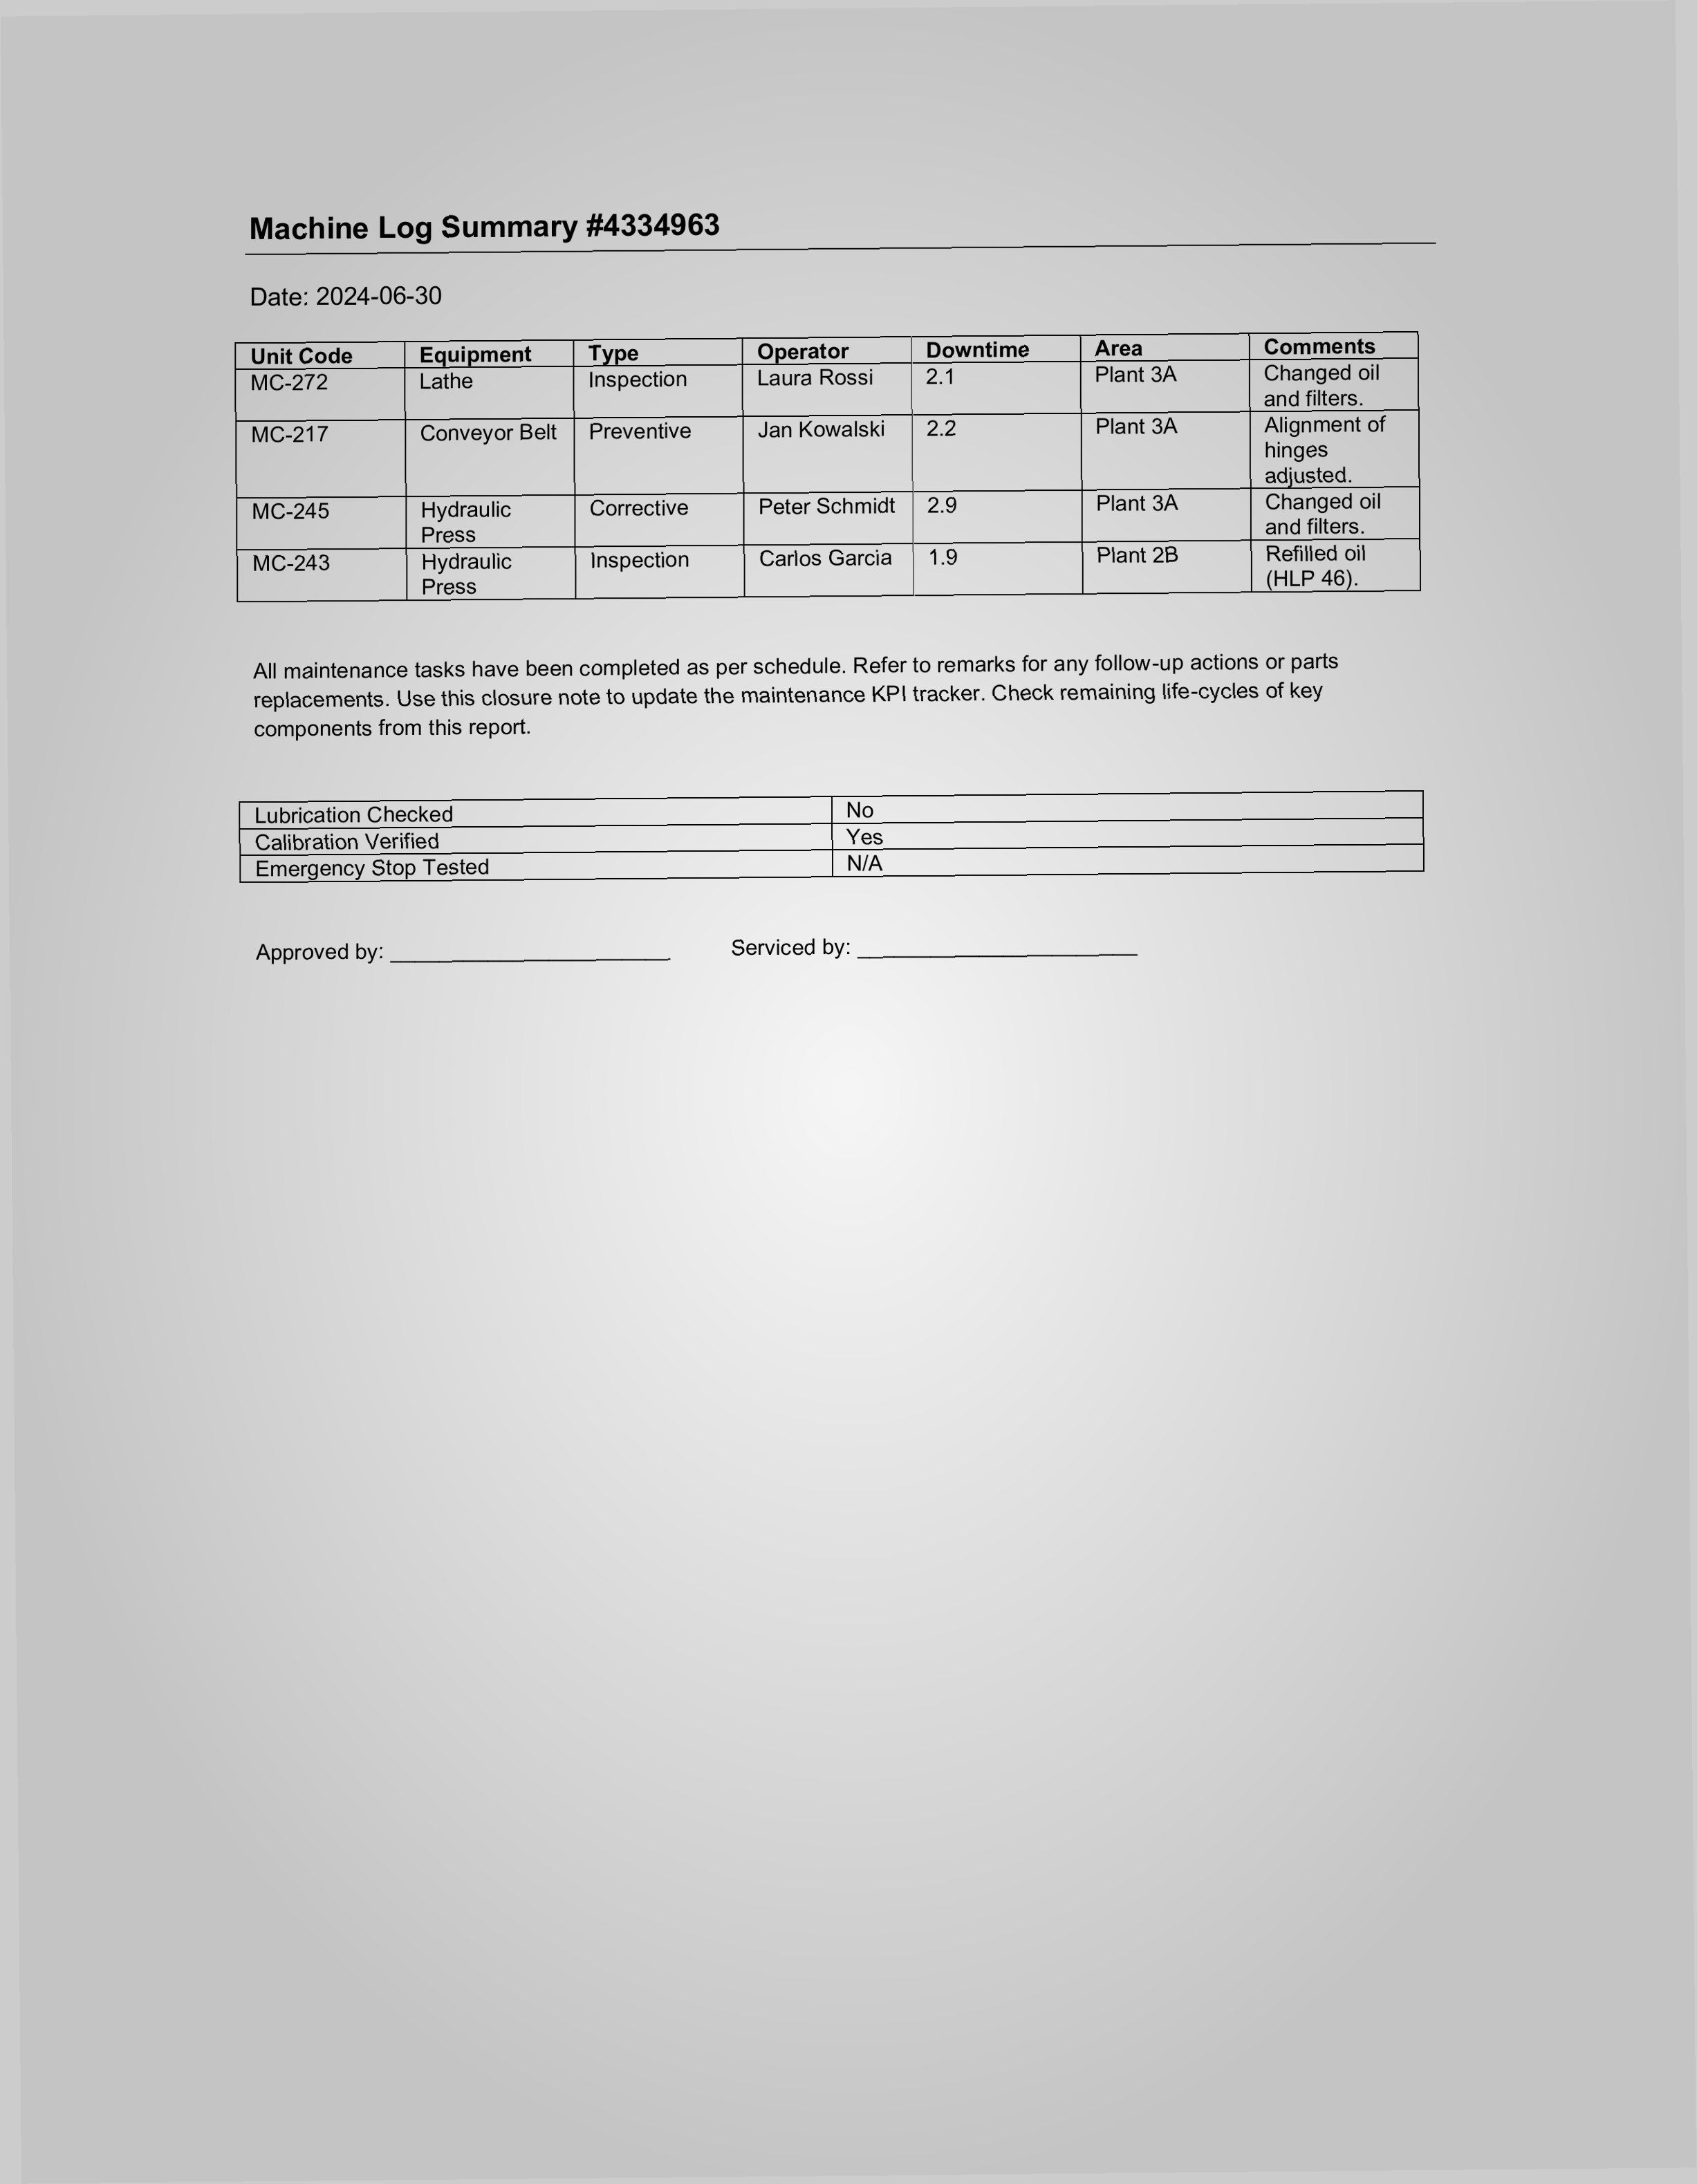 Machine Log Summary #4334963
Date: 2024-06-30
Unit Code Equipment Type Operator Downtime Area Comments
MC-272 Lathe Inspection Laura Rossi 2.1 Plant 3A Changed oil
and filters.
MC-217 Conveyor Belt Preventive Jan Kowalski 2.2 Plant 3A Alignment of
hinges
adjusted.
MC-245 Hydraulic Corrective Peter Schmidt 2.9 Plant 3A Changed oil
Press and filters.
MC-243 Hydraulic Inspection Carlos Garcia 1.9 Plant 2B Refilled oil
Press (HLP 46).
All maintenance tasks have been completed as per schedule. Refer to remarks for any follow-up actions or parts
replacements. Use this closure note to update the maintenance KPI tracker. Check remaining life-cycles of key
components from this report.
Lubrication Checked No
Calibration Verified Yes
Emergency Stop Tested N/A
Approved by: Serviced by: